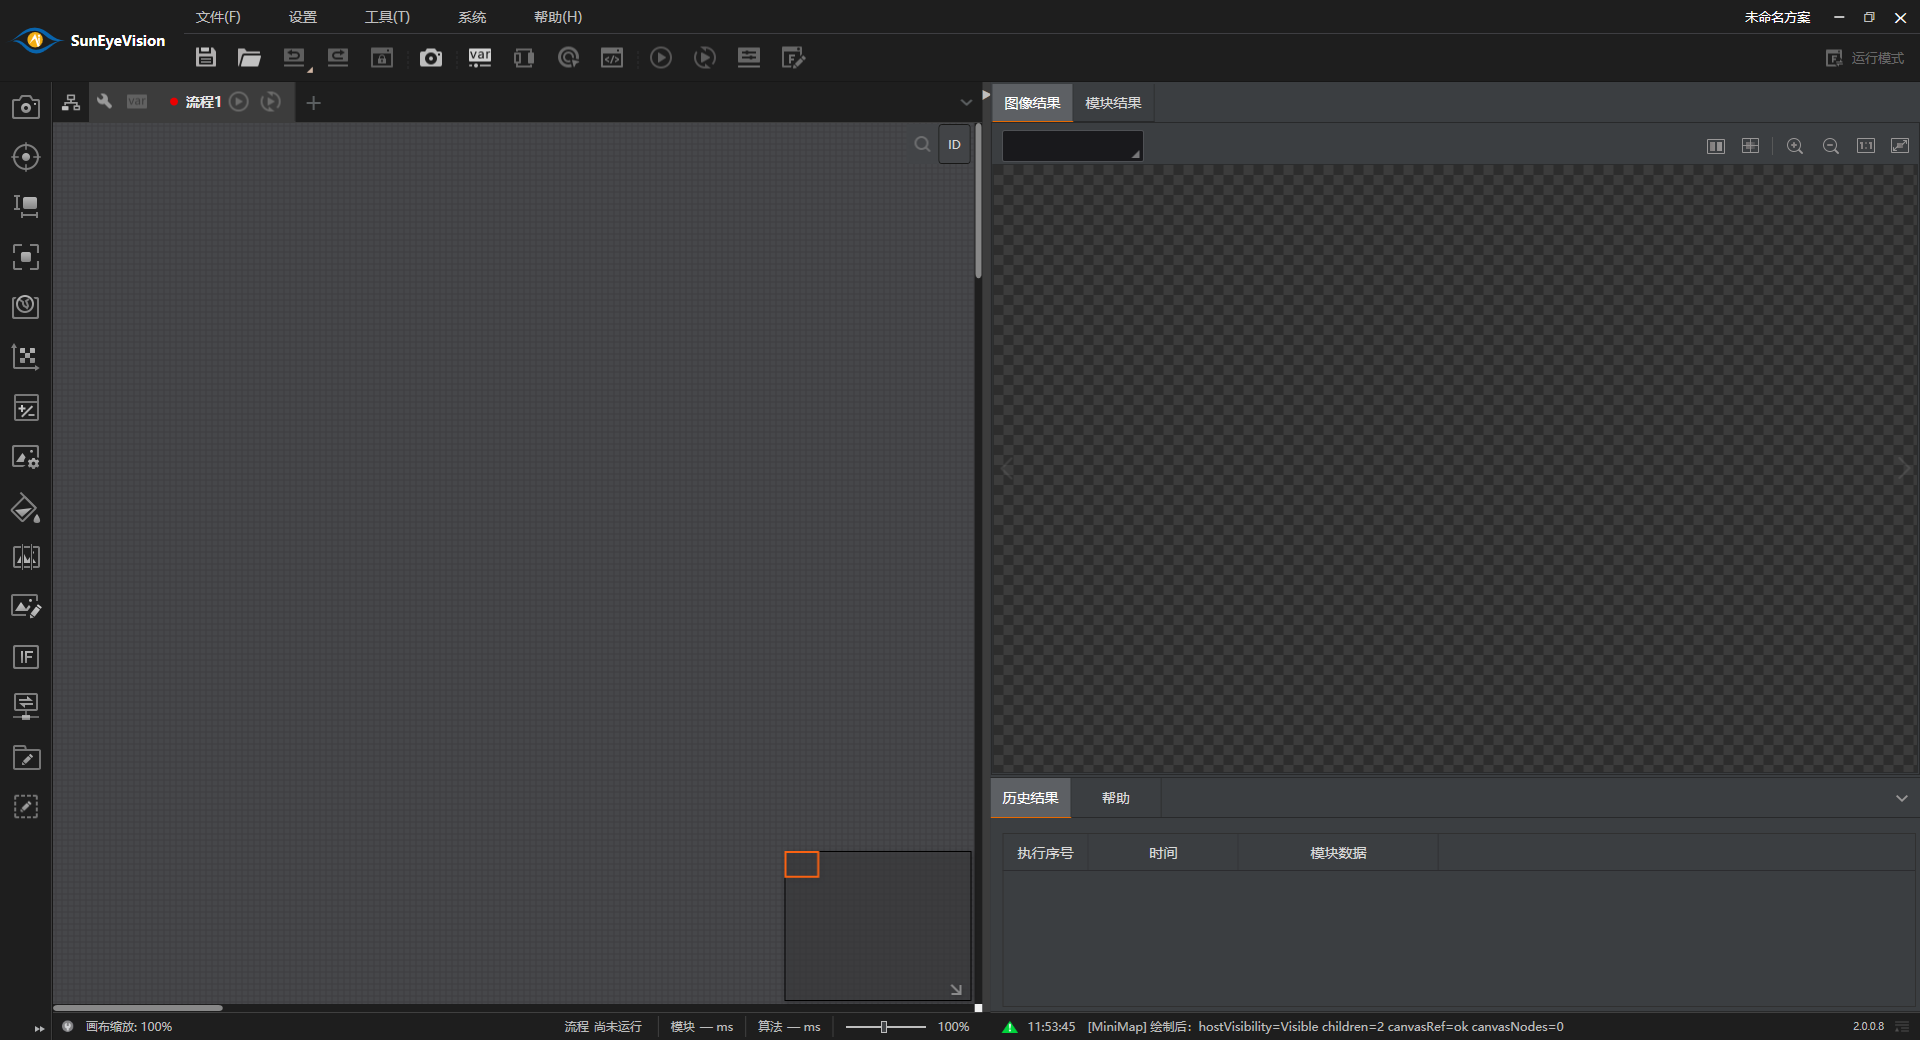 文件(F) 设置 工具(T) 系统 帮助(H)
未命名方案
SunEyeVision
var
运行模式
var 流程1
图像结果 模块结果
ID
1:1
IF
历史结果 帮助
执行序号 时间 模块数据
画布缩放: 100%
流程 尚未运行 模块 — ms 算法 — ms 100%
11:53:45 [MiniMap] 绘制后: hostVisibility=Visible children=2 canvasRef=ok canvasNodes=0
2.0.0.8